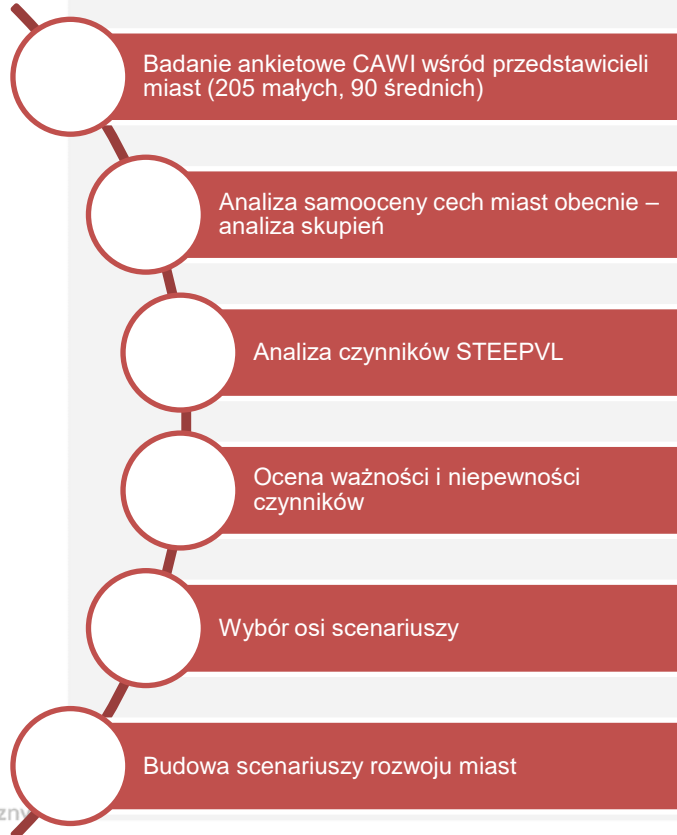 Badanie ankietowe CAWI wśród przedstawicieli
miast (205 małych, 90 średnich)
Analiza samooceny cech miast obecnie –
analiza skupień
Analiza czynników STEEPVL
Ocena ważności i niepewności
czynników
Wybór osi scenariuszy
Budowa scenariuszy rozwoju miast